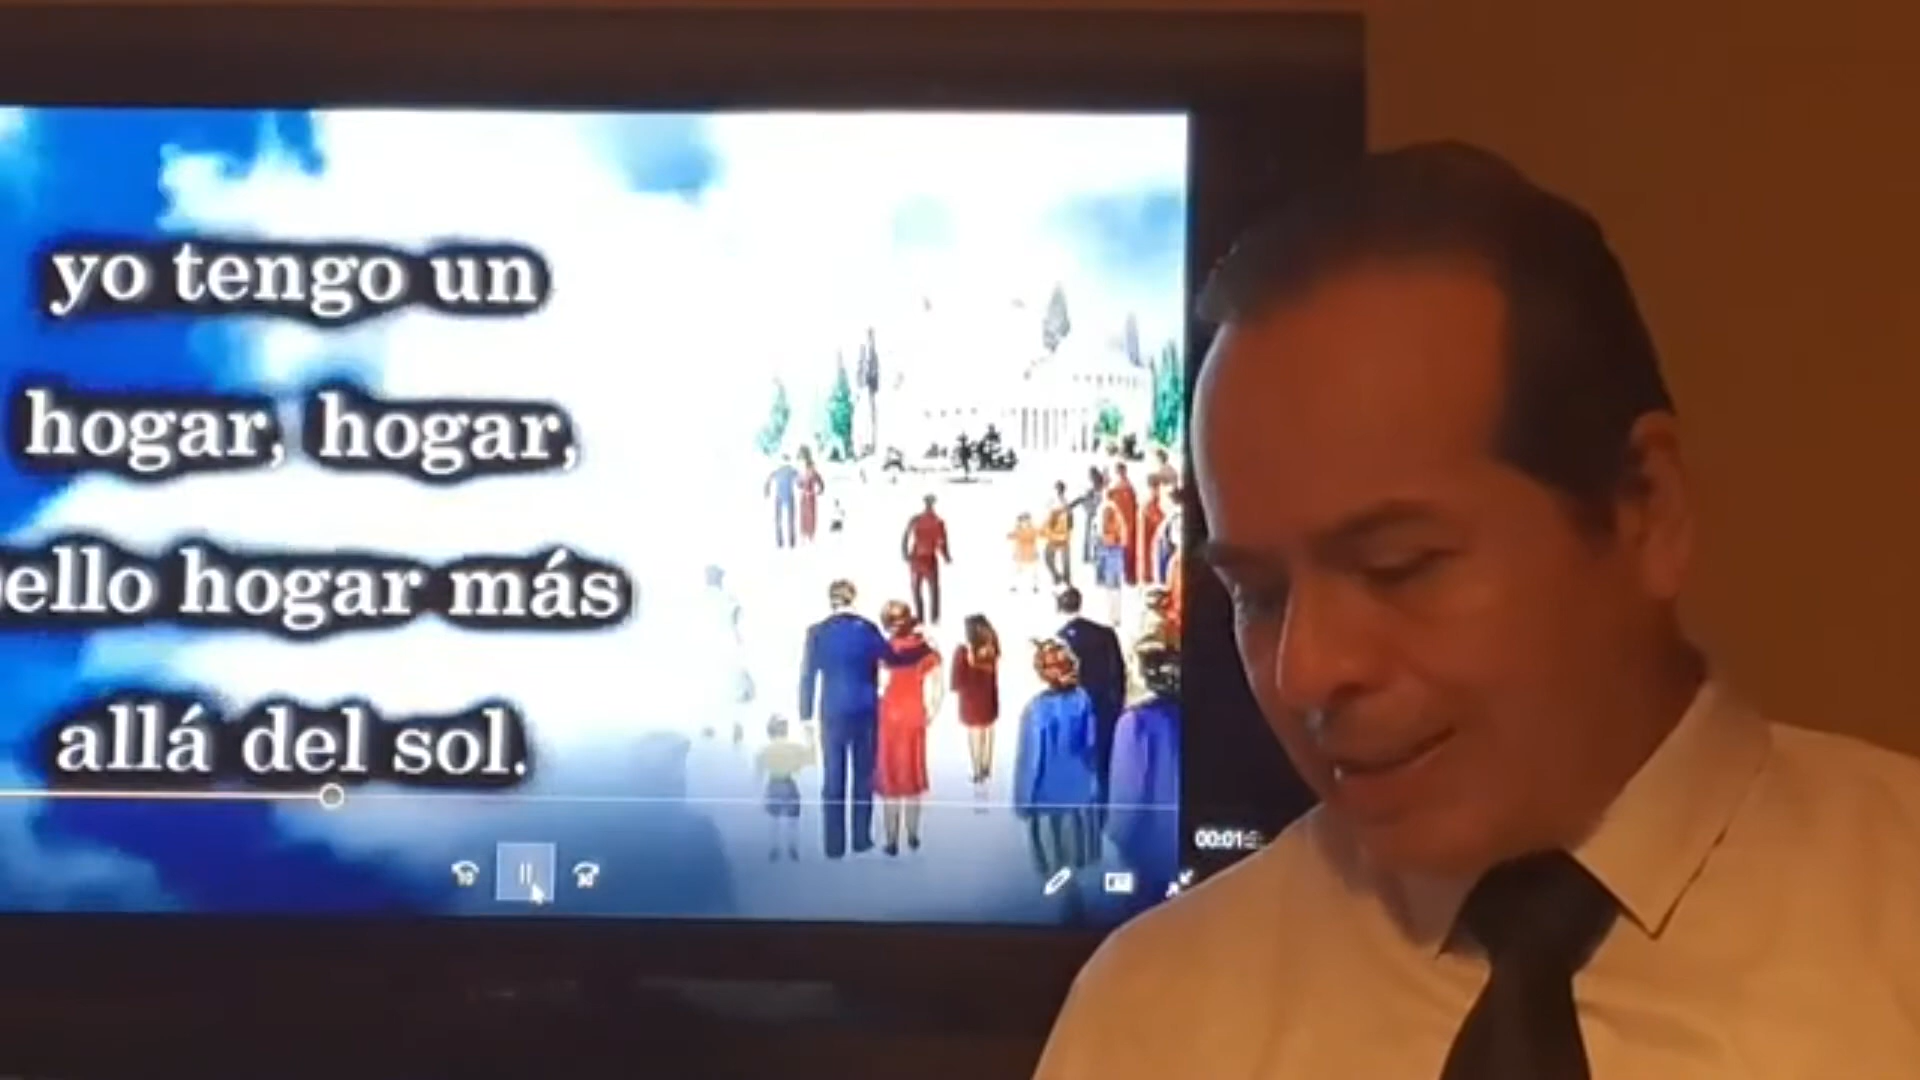 yo tengo un
hogar, hogar,
ello hogar más
allá del sol.
00:01